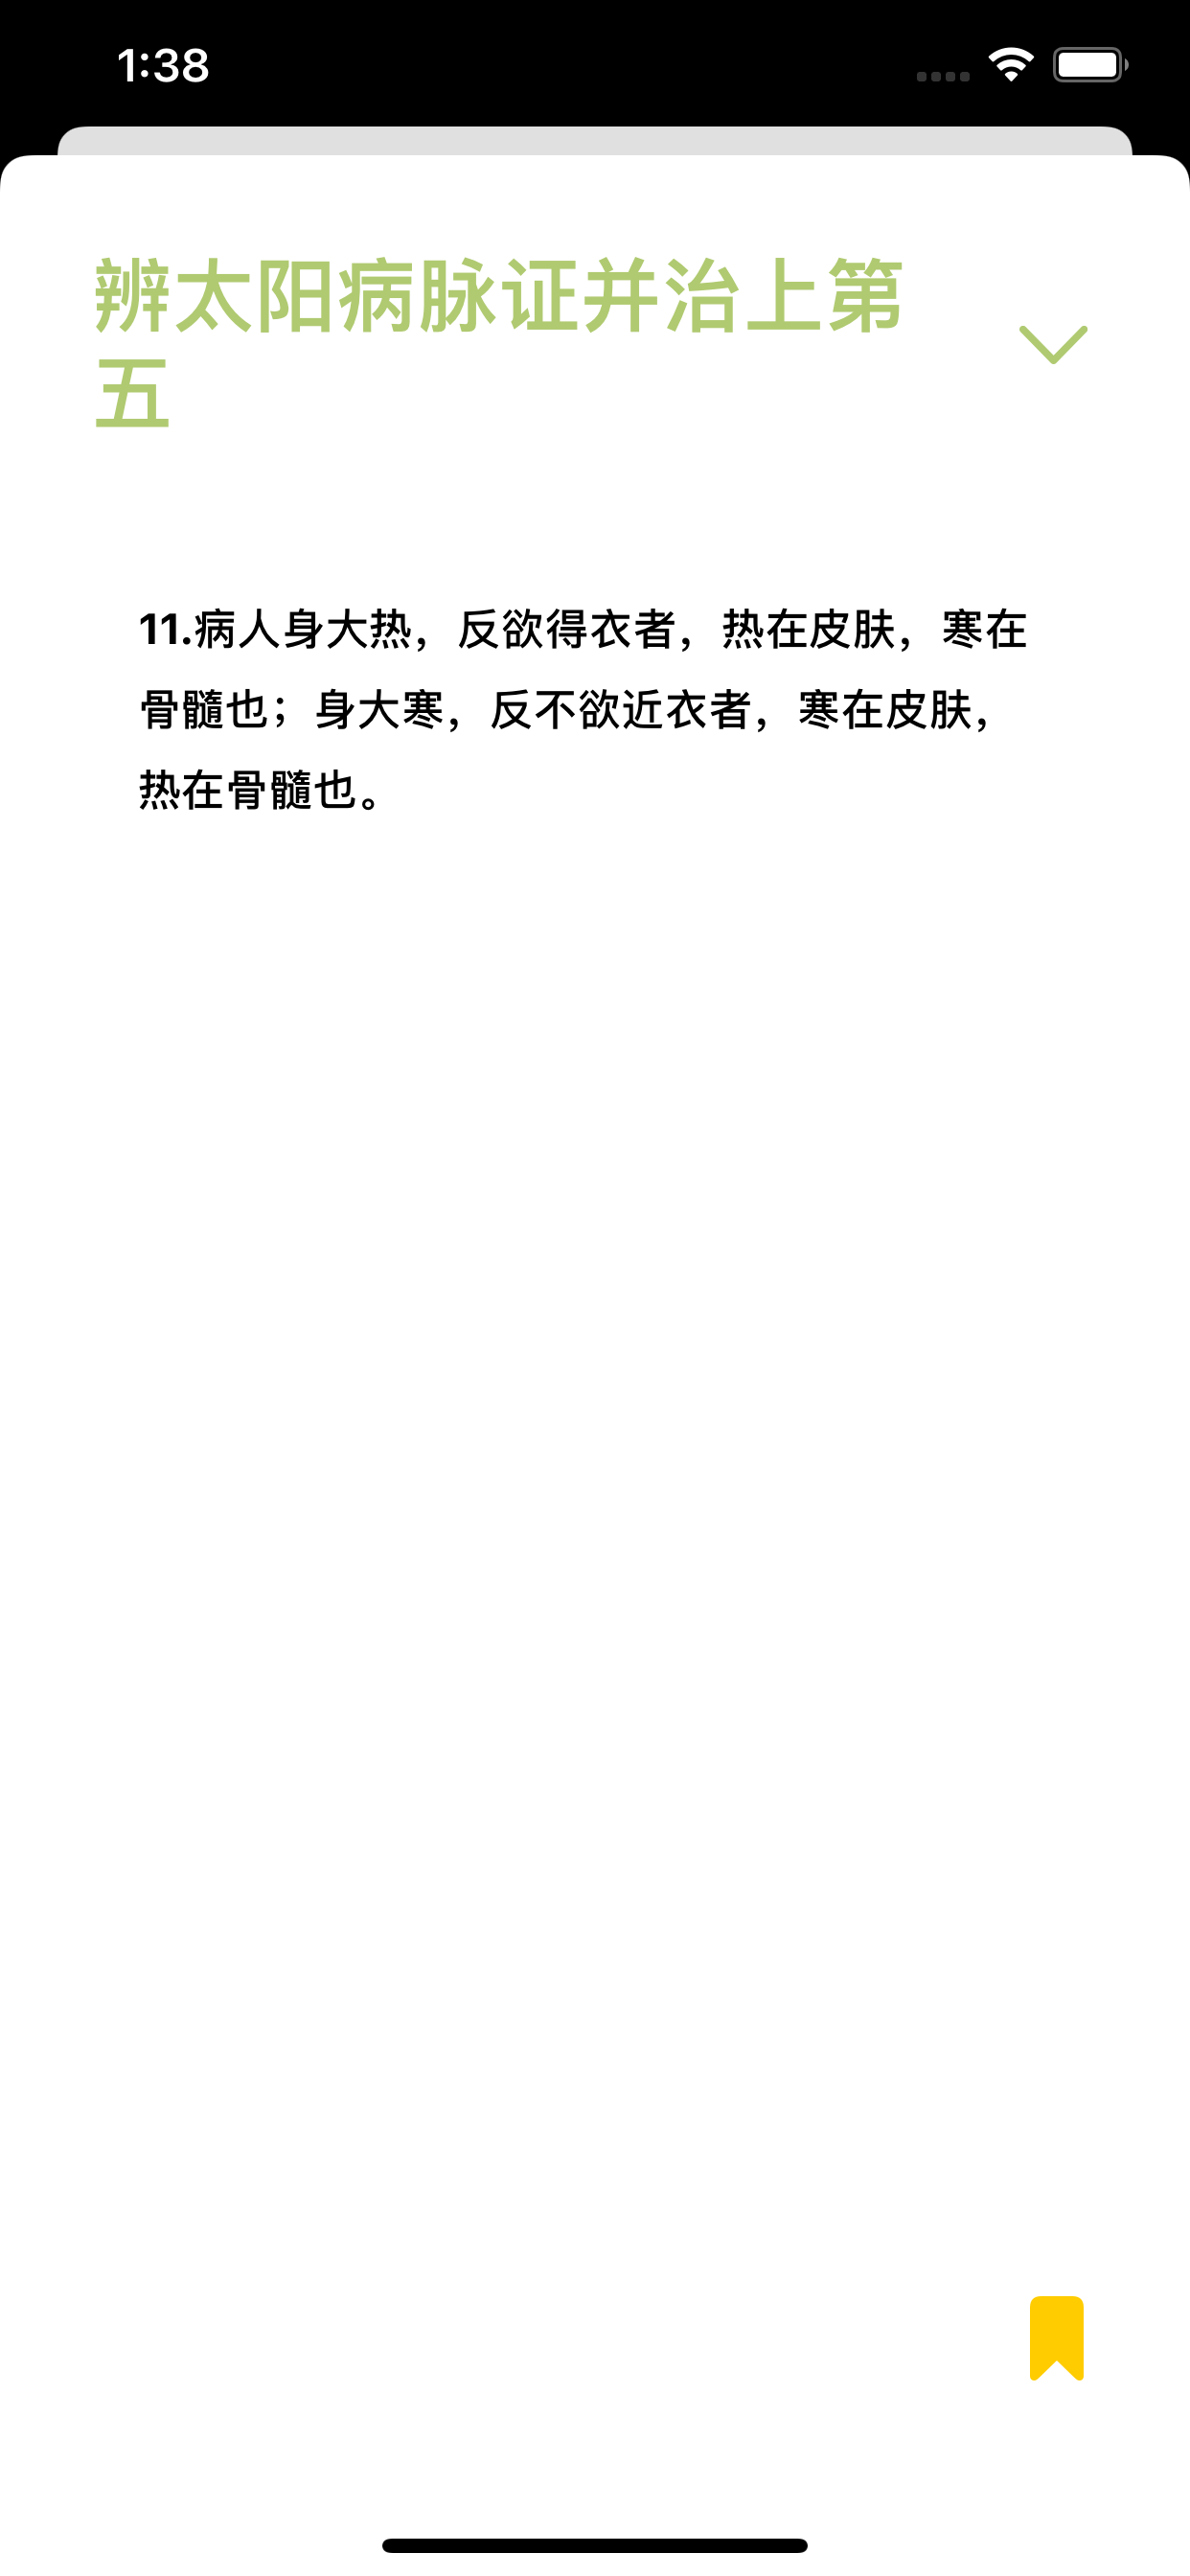 1:38
辨太阳病脉证并治上第
五
11.病人身大热，反欲得衣者，热在皮肤，寒在
骨髓也；身大寒，反不欲近衣者，寒在皮肤，
热在骨髓也。